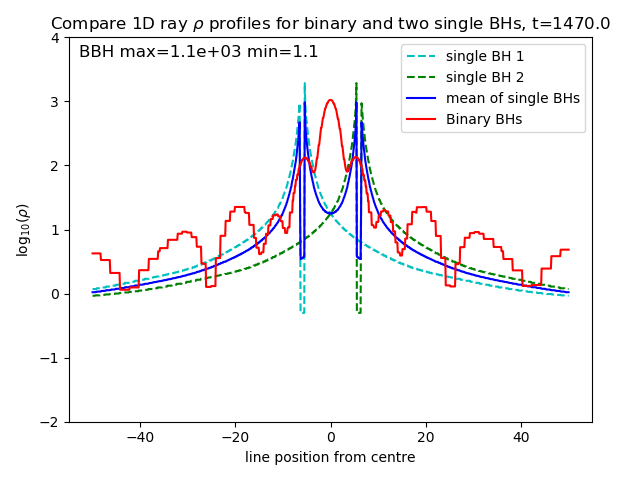 Compare 1D ray ρ profiles for binary and two single BHs, t=1470.0
BBH max=1.1e+03 min=1.1
single BH 1
single BH 2
mean of single BHs
Binary BHs
log₁₀(ρ)
4
3
2
1
0
−1
−2
−40
−20
0
20
40
line position from centre